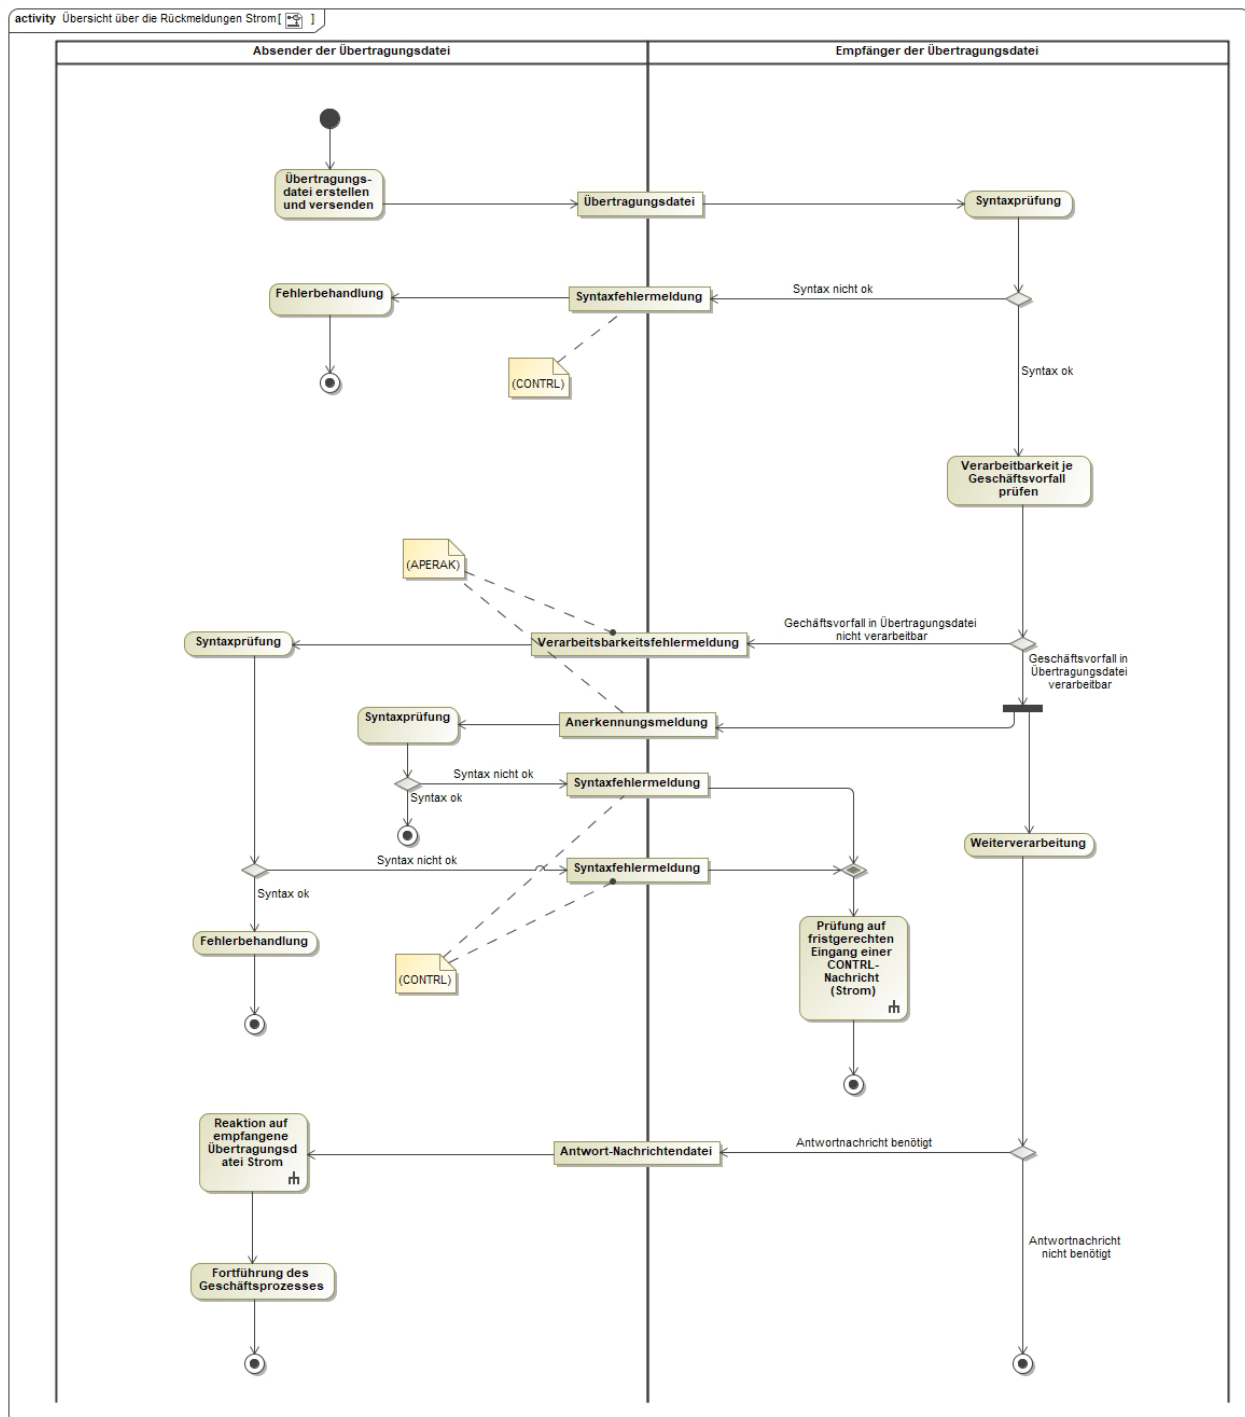 activity Übersicht über die Rückmeldungen Strom [ ]
Absender der Übertragungsdatei
Empfänger der Übertragungsdatei
Übertragungs-
datei erstellen
und versenden
Übertragungsdatei
Syntaxprüfung
Fehlerbehandlung
Syntaxfehlermeldung
Syntax nicht ok
(CONTRL)
Syntax ok
Verarbeitbarkeit je
Geschäftsvorfall
prüfen
(APERAK)
Gechäftsvorfall in Übertragungsdatei
nicht verarbeitbar
Syntaxprüfung
Verarbeitsbarkeitsfehlermeldung
Geschäftsvorfall in
Übertragungsdatei
verarbeitbar
Syntaxprüfung
Anerkennungsmeldung
Syntax nicht ok
Syntaxfehlermeldung
Syntax ok
Weiterverarbeitung
Syntax nicht ok
Syntaxfehlermeldung
Syntax ok
Fehlerbehandlung
Prüfung auf
fristgerechten
Eingang einer
CONTRL-
Nachricht
(Strom)
(CONTRL)
Reaktion auf
empfangene
Übertragungsd
atei Strom
Antwort-Nachrichtendatei
Antwortnachricht benötigt
Antwortnachricht
nicht benötigt
Fortführung des
Geschäftsprozesses